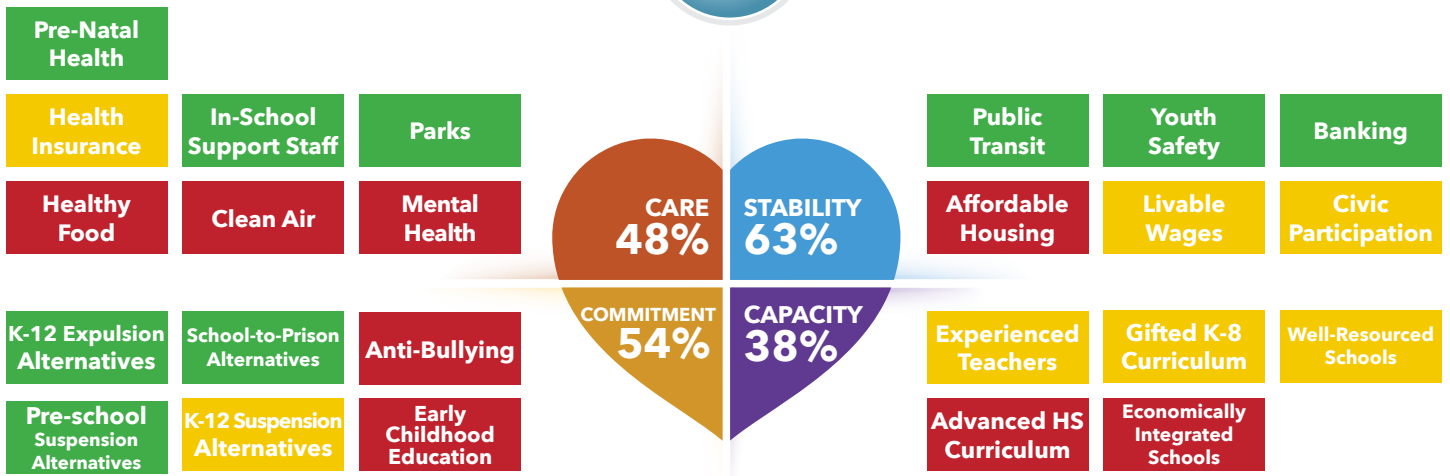 Pre-Natal
Health
Health
Insurance
In-School
Support Staff
Parks
Healthy
Food
Clean Air
Mental
Health
CARE
48%
STABILITY
63%
Public
Transit
Youth
Safety
Banking
Affordable
Housing
Livable
Wages
Civic
Participation
K-12 Expulsion
Alternatives
School-to-Prison
Alternatives
Anti-Bullying
Pre-school
Suspension
Alternatives
K-12 Suspension
Alternatives
Early
Childhood
Education
COMMITMENT
54%
CAPACITY
38%
Experienced
Teachers
Gifted K-8
Curriculum
Well-Resourced
Schools
Advanced HS
Curriculum
Economically
Integrated
Schools